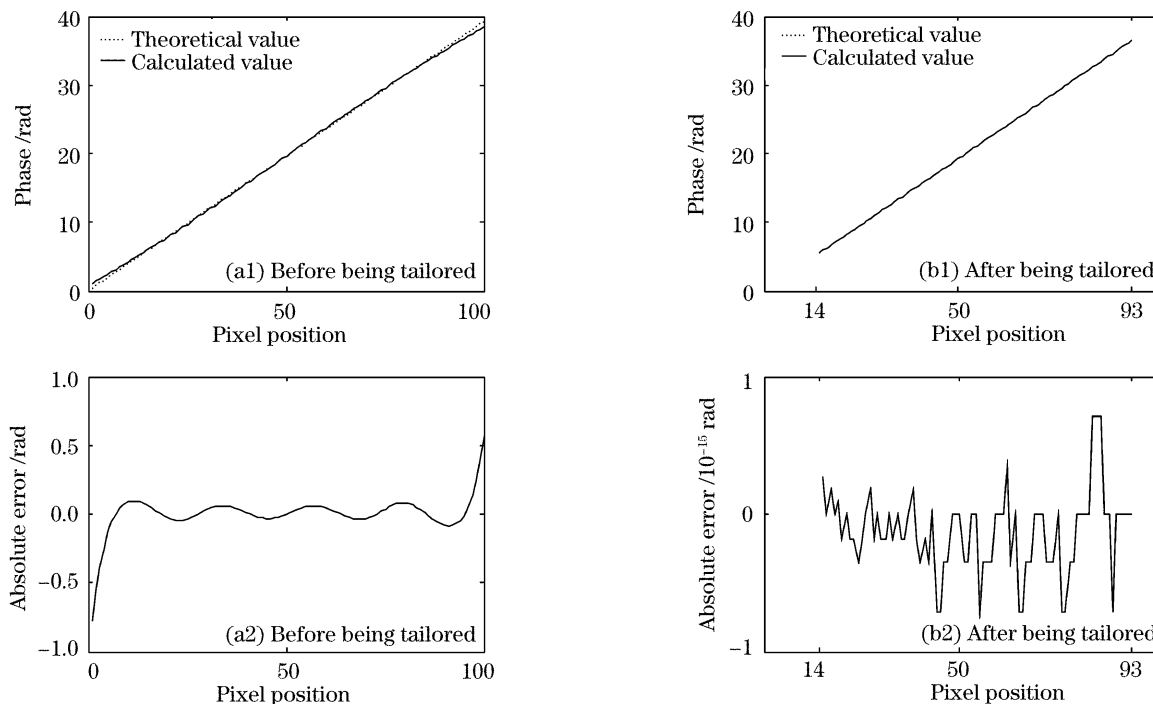 40
30
20
10
0
Phase /rad
Theoretical value
Calculated value
(a1) Before being tailored
0
50
100
Pixel position
40
30
20
10
0
Phase /rad
Theoretical value
Calculated value
(b1) After being tailored
14
50
93
Pixel position
1.0
0.5
0.0
−0.5
−1.0
Absolute error /rad
(a2) Before being tailored
0
50
100
Pixel position
1
0
−1
Absolute error /10⁻¹⁵ rad
(b2) After being tailored
14
50
93
Pixel position